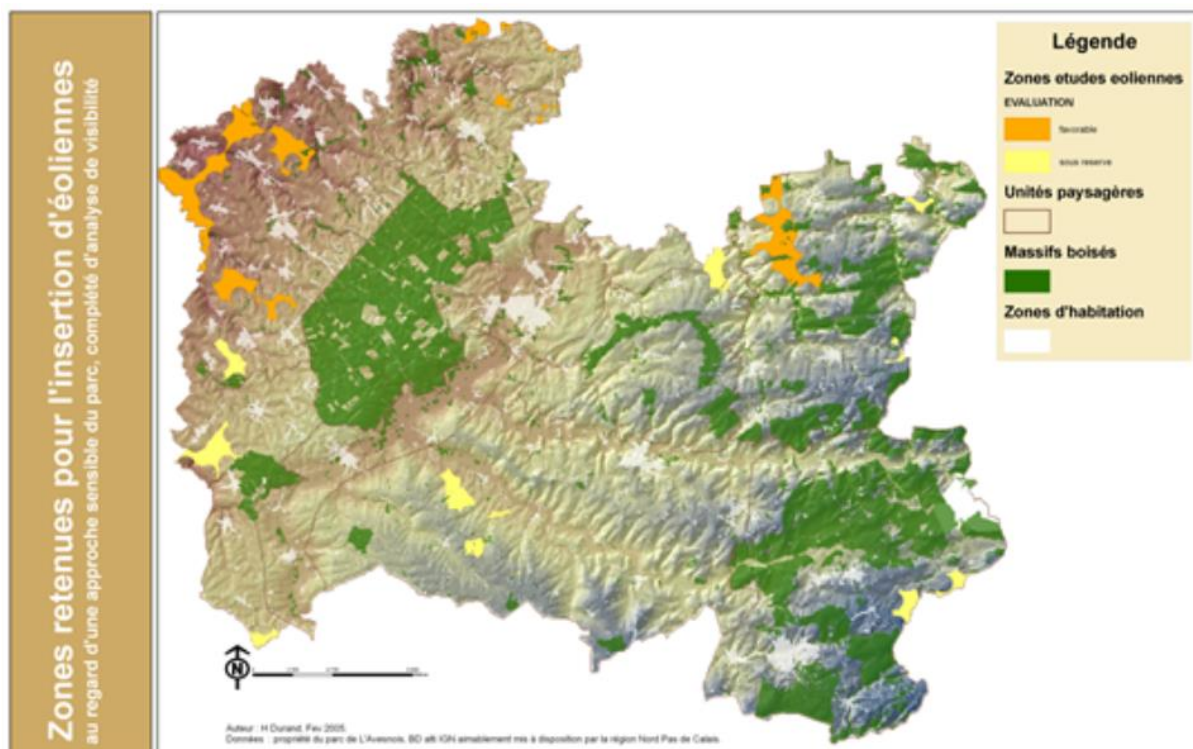 Zones retenues pour l'insertion d'éoliennes
au regard d'une approche sensible du parc, complété d'analyse de visibilité
Légende
Zones etudes eoliennes
EVALUATION
favorable
sous reserve
Unités paysagères
Massifs boisés
Zones d'habitation
N
Auteur : H Durand, Fev 2005.
Données : propriété du parc de L'Avesnois, BD alti IGN aimablement mis à disposition par la région Nord Pas de Calais.